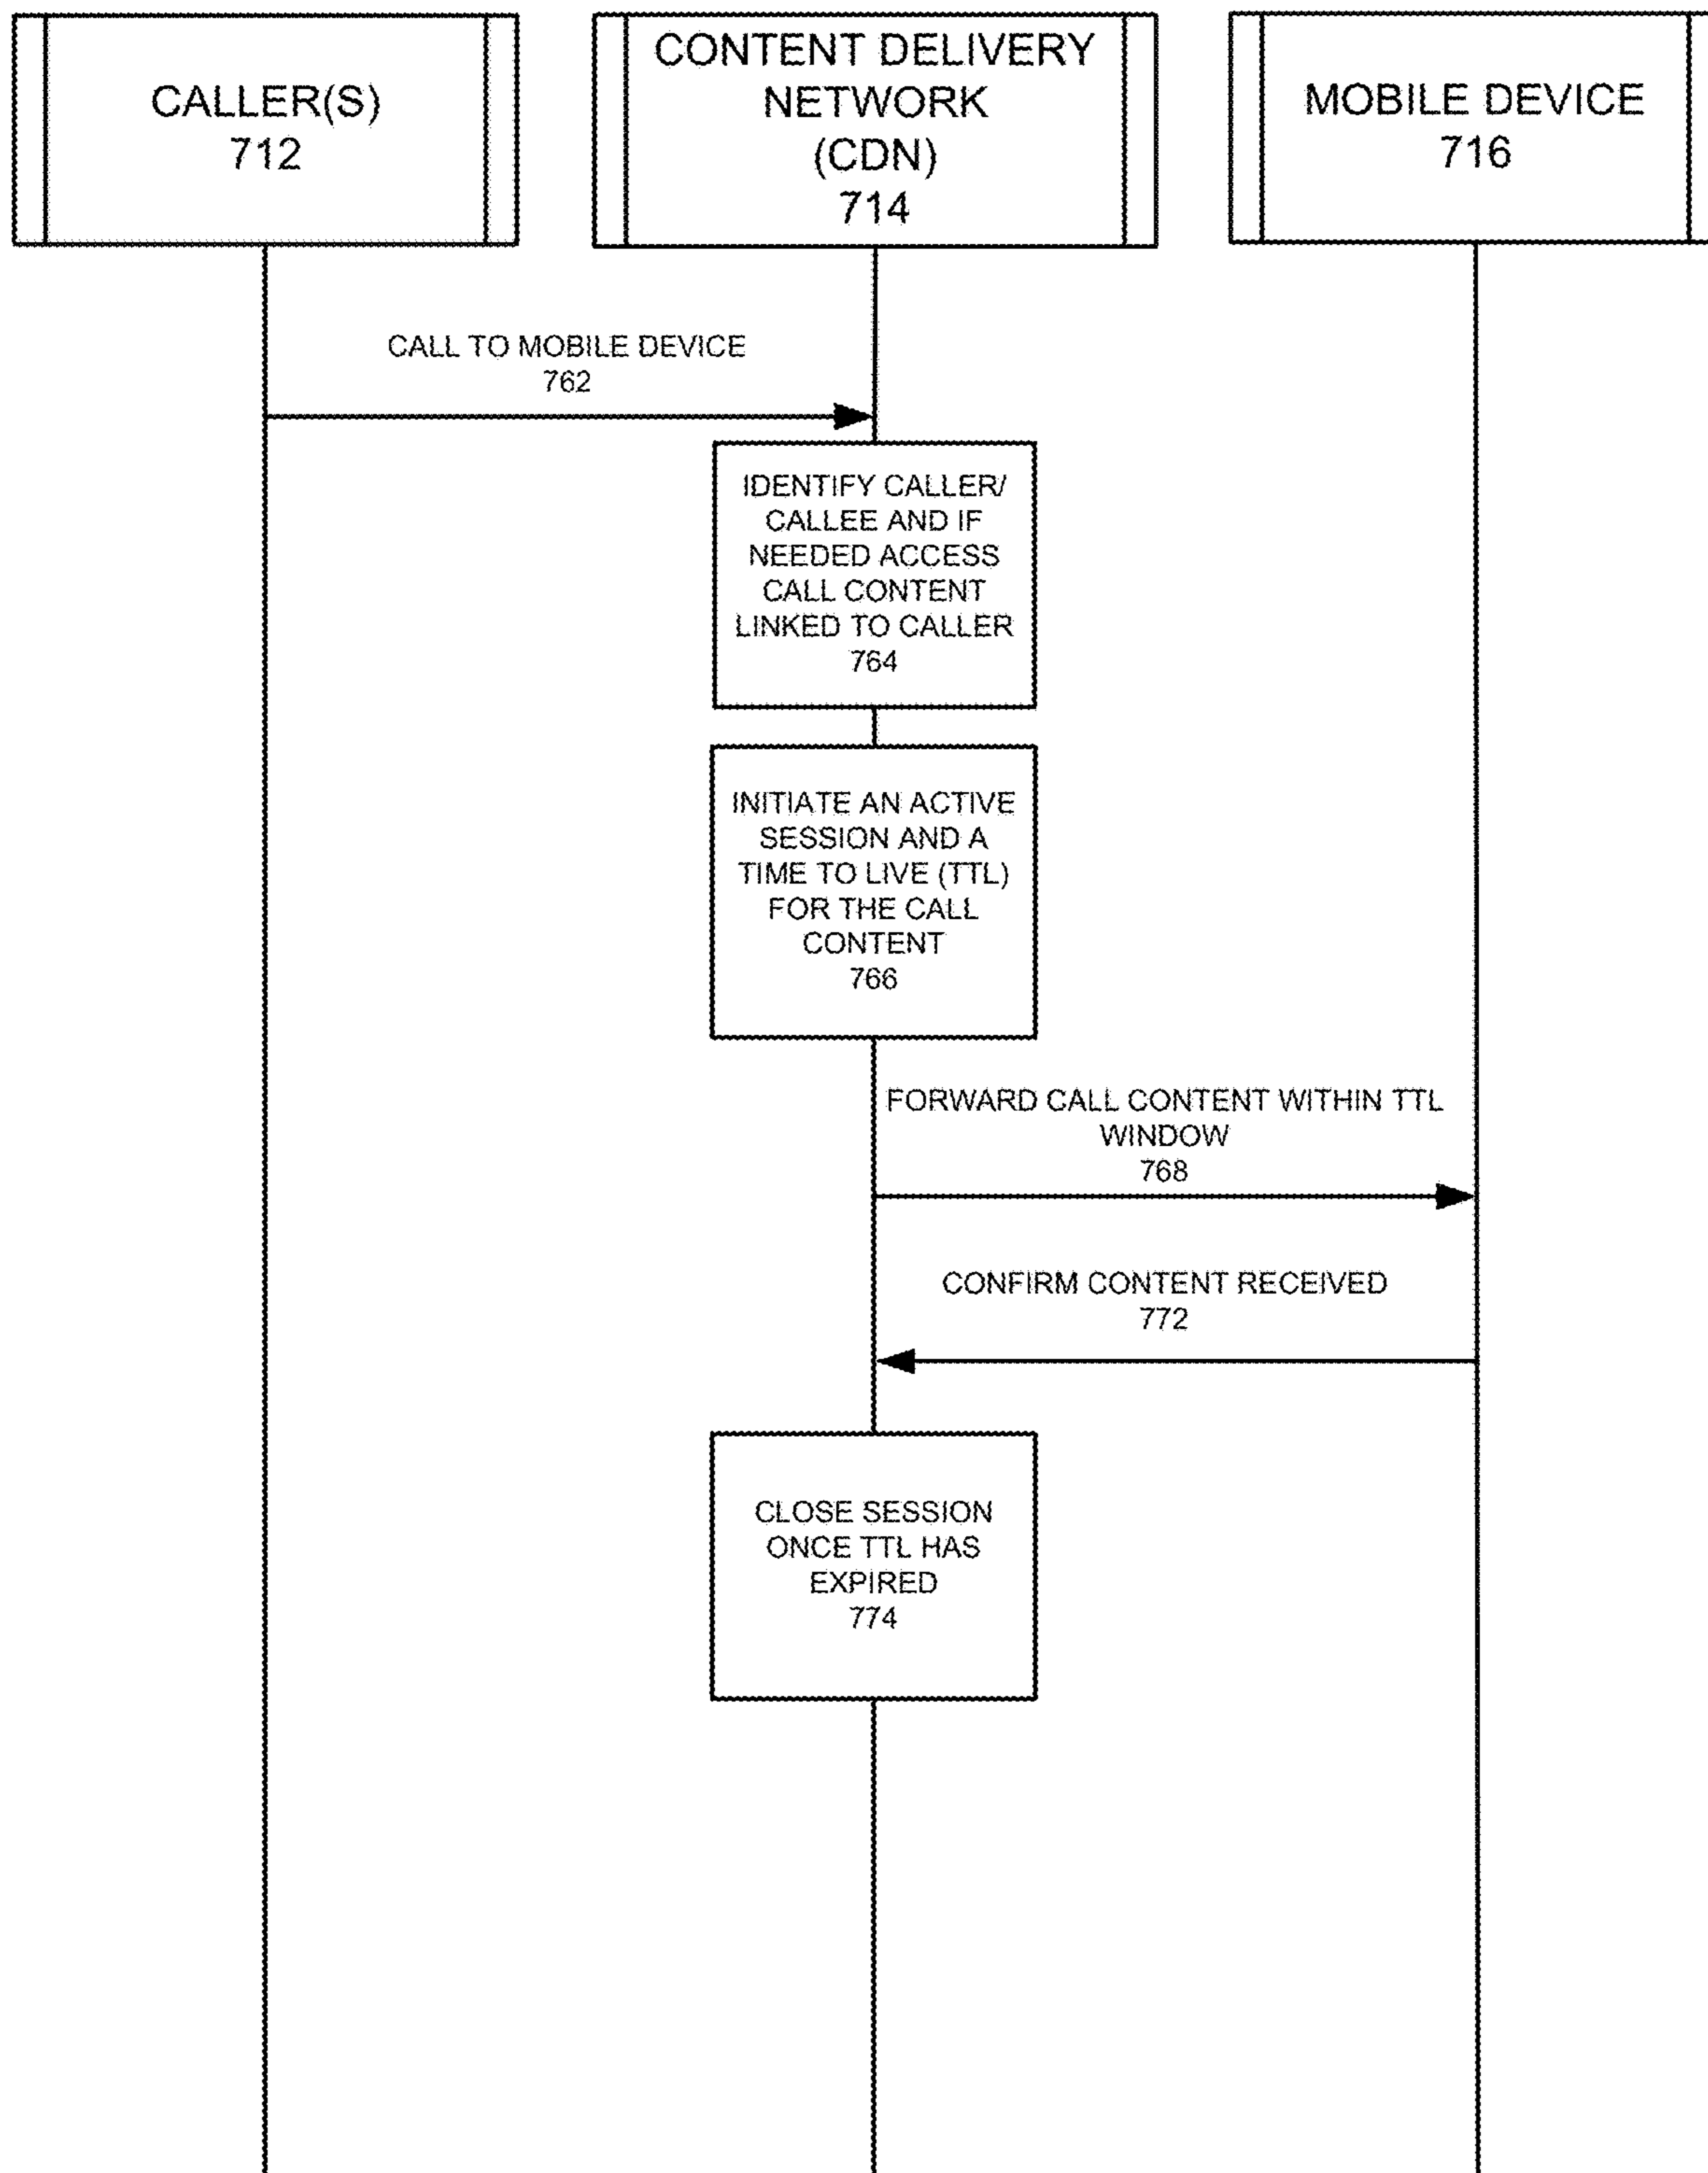 CALLER(S)
712
CONTENT DELIVERY
NETWORK
(CDN)
714
MOBILE DEVICE
716
CALL TO MOBILE DEVICE
762
IDENTIFY CALLER/
CALLEE AND IF
NEEDED ACCESS
CALL CONTENT
LINKED TO CALLER
764
INITIATE AN ACTIVE
SESSION AND A
TIME TO LIVE (TTL)
FOR THE CALL
CONTENT
766
FORWARD CALL CONTENT WITHIN TTL
WINDOW
768
CONFIRM CONTENT RECEIVED
772
CLOSE SESSION
ONCE TTL HAS
EXPIRED
774